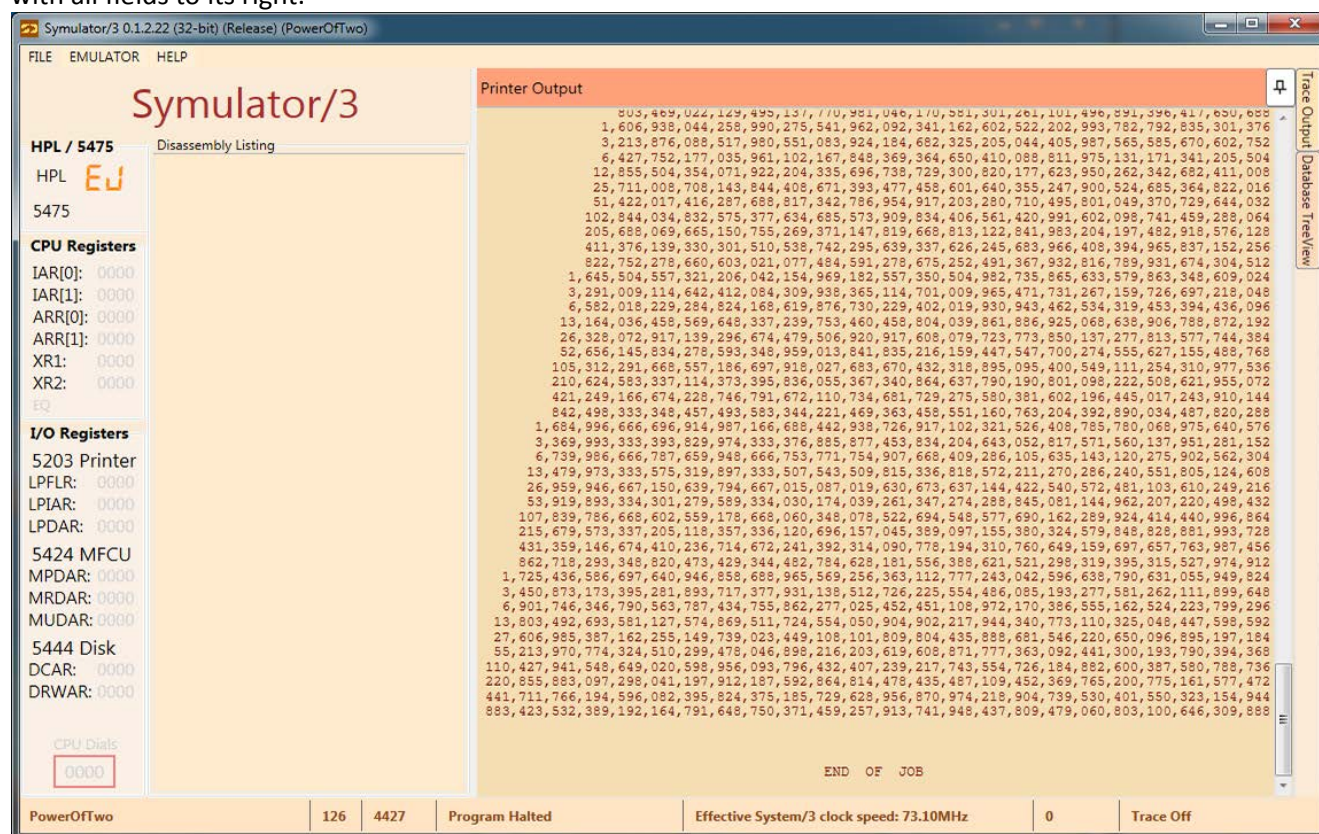 with all fields to its right.
Symulator/3 0.1.2.22 (32-bit) (Release) (PowerOfTwo)
FILE EMULATOR HELP
Symulator/3
HPL / 5475
HPL EJ
5475
CPU Registers
IAR[0]: 0000
IAR[1]: 0000
ARR[0]: 0000
ARR[1]: 0000
XR1: 0000
XR2: 0000
EQ
I/O Registers
5203 Printer
LPFLR: 0000
LPIAR: 0000
LPDAR: 0000
5424 MFCU
MPDAR: 0000
MRDAR: 0000
MUDAR: 0000
5444 Disk
DCAR: 0000
DRWAR: 0000
CPU Dials
0000
Disassembly Listing
Printer Output
803,469,022,129,495,137,770,981,046,170,581,301,261,101,496,891,396,417,650,688
1,606,938,044,258,990,275,541,962,092,341,162,602,522,202,993,782,792,835,301,376
3,213,876,088,517,980,551,083,924,184,682,325,205,044,405,987,565,585,670,602,752
6,427,752,177,035,961,102,167,848,369,364,650,410,088,811,975,131,171,341,205,504
12,855,504,354,071,922,204,335,696,738,729,300,820,177,623,950,262,342,682,411,008
25,711,008,708,143,844,408,671,393,477,458,601,640,355,247,900,524,685,364,822,016
51,422,017,416,287,688,817,342,786,954,917,203,280,710,495,801,049,370,729,644,032
102,844,034,832,575,377,634,685,573,909,834,406,561,420,991,602,098,741,459,288,064
205,688,069,665,150,755,269,371,147,819,668,813,122,841,983,204,197,482,918,576,128
411,376,139,330,301,510,538,742,295,639,337,626,245,683,966,408,394,965,837,152,256
822,752,278,660,603,021,077,484,591,278,675,252,491,367,932,816,789,931,674,304,512
1,645,504,557,321,206,042,154,969,182,557,350,504,982,735,865,633,579,863,348,609,024
3,291,009,114,642,412,084,309,938,365,114,701,009,965,471,731,267,159,726,697,218,048
6,582,018,229,284,824,168,619,876,730,229,402,019,930,943,462,534,319,453,394,436,096
13,164,036,458,569,648,337,239,753,460,458,804,039,861,886,925,068,638,906,788,872,192
26,328,072,917,139,296,674,479,506,920,917,608,079,723,773,850,137,277,813,577,744,384
52,656,145,834,278,593,348,959,013,841,835,216,159,447,547,700,274,555,627,155,488,768
105,312,291,668,557,186,697,918,027,683,670,432,318,895,095,400,549,111,254,310,977,536
210,624,583,337,114,373,395,836,055,367,340,864,637,790,190,801,098,222,508,621,955,072
421,249,166,674,228,746,791,672,110,734,681,729,275,580,381,602,196,445,017,243,910,144
842,498,333,348,457,493,583,344,221,469,363,458,551,160,763,204,392,890,034,487,820,288
1,684,996,666,696,914,987,166,688,442,938,726,917,102,321,526,408,785,780,068,975,640,576
3,369,993,333,393,829,974,333,376,885,877,453,834,204,643,052,817,571,560,137,951,281,152
6,739,986,666,787,659,948,666,753,771,754,907,668,409,286,105,635,143,120,275,902,562,304
13,479,973,333,575,319,897,333,507,543,509,815,336,818,572,211,270,286,240,551,805,124,608
26,959,946,667,150,639,794,667,015,087,019,630,673,637,144,422,540,572,481,103,610,249,216
53,919,893,334,301,279,589,334,030,174,039,261,347,274,288,845,081,144,962,207,220,498,432
107,839,786,668,602,559,178,668,060,348,078,522,694,548,577,690,162,289,924,414,440,996,864
215,679,573,337,205,118,357,336,120,696,157,045,389,097,155,380,324,579,848,828,881,993,728
431,359,146,674,410,236,714,672,241,392,314,090,778,194,310,760,649,159,697,657,763,987,456
862,718,293,348,820,473,429,344,482,784,628,181,556,388,621,521,298,319,395,315,527,974,912
1,725,436,586,697,640,946,858,688,965,569,256,363,112,777,243,042,596,638,790,631,055,949,824
3,450,873,173,395,281,893,717,377,931,138,512,726,225,554,486,085,193,277,581,262,111,899,648
6,901,746,346,790,563,787,434,755,862,277,025,452,451,108,972,170,386,555,162,524,223,799,296
13,803,492,693,581,127,574,869,511,724,554,050,904,902,217,944,340,773,110,325,048,447,598,592
27,606,985,387,162,255,149,739,023,449,108,101,809,804,435,888,681,546,220,650,096,895,197,184
55,213,970,774,324,510,299,478,046,898,216,203,619,608,871,777,363,092,441,300,193,790,394,368
110,427,941,548,649,020,598,956,093,796,432,407,239,217,743,554,726,184,882,600,387,580,788,736
220,855,883,097,298,041,197,912,187,592,864,814,478,435,487,109,452,369,765,200,775,161,577,472
441,711,766,194,596,082,395,824,375,185,729,628,956,870,974,218,904,739,530,401,550,323,154,944
883,423,532,389,192,164,791,648,750,371,459,257,913,741,948,437,809,479,060,803,100,646,309,888
END OF JOB
Trace Output
Database TreeView
PowerOfTwo 126 4427 Program Halted Effective System/3 clock speed: 73.10MHz 0 Trace Off